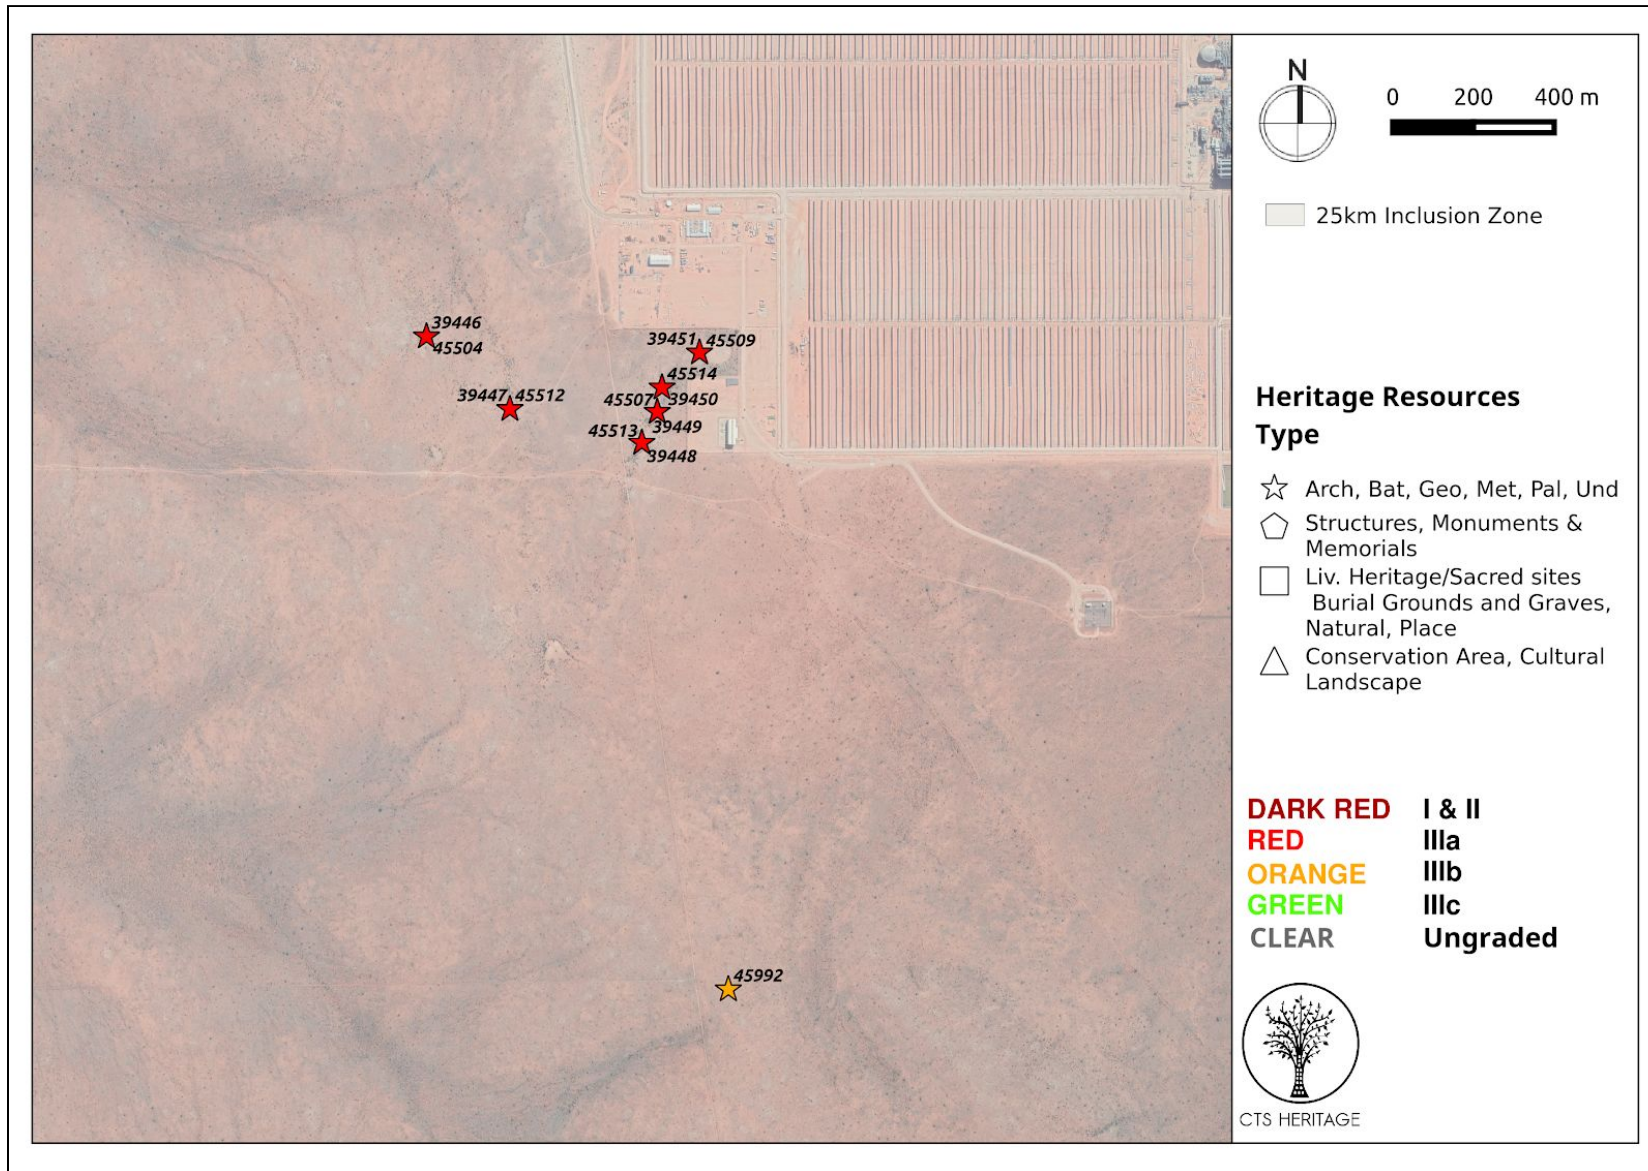 39446
45504
39451 45509
45514
39447 45512
45507 39450
39449
45513
39448
45992
N
0 200 400 m
25km Inclusion Zone
Heritage Resources
Type
Arch, Bat, Geo, Met, Pal, Und
Structures, Monuments &
Memorials
Liv. Heritage/Sacred sites
Burial Grounds and Graves,
Natural, Place
Conservation Area, Cultural
Landscape
DARK RED I & II
RED IIIa
ORANGE IIIb
GREEN IIIc
CLEAR Ungraded
CTS HERITAGE